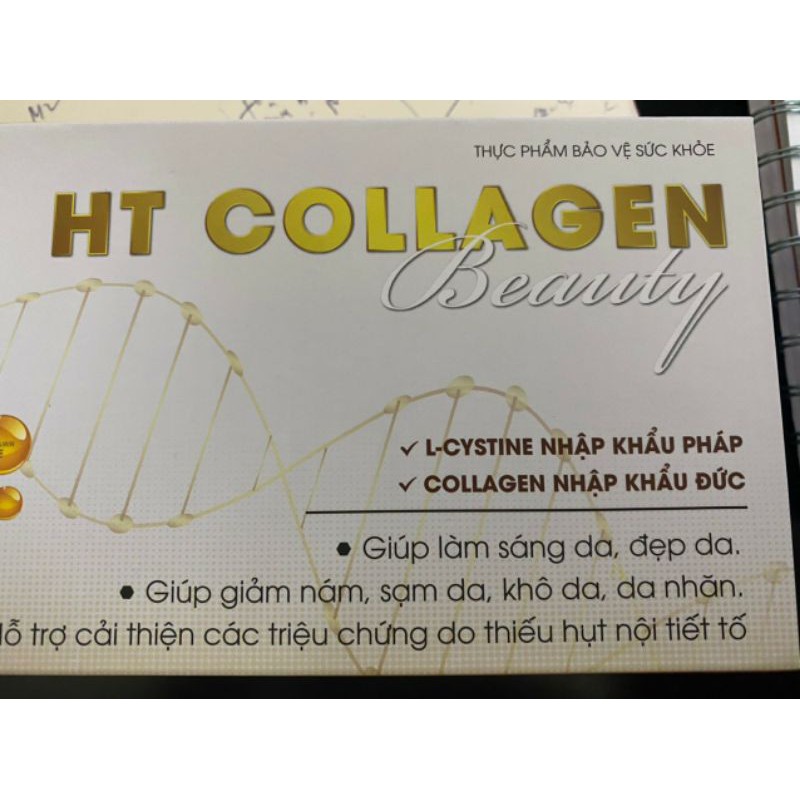 THỰC PHẨM BẢO VỆ SỨC KHỎE
HT COLLAGEN
Beauty
✓ L-CYSTINE NHẬP KHẨU PHÁP
✓ COLLAGEN NHẬP KHẨU ĐỨC
• Giúp làm sáng da, đẹp da.
• Giúp giảm nám, sạm da, khô da, da nhăn.
trợ cải thiện các triệu chứng do thiếu hụt nội tiết tố